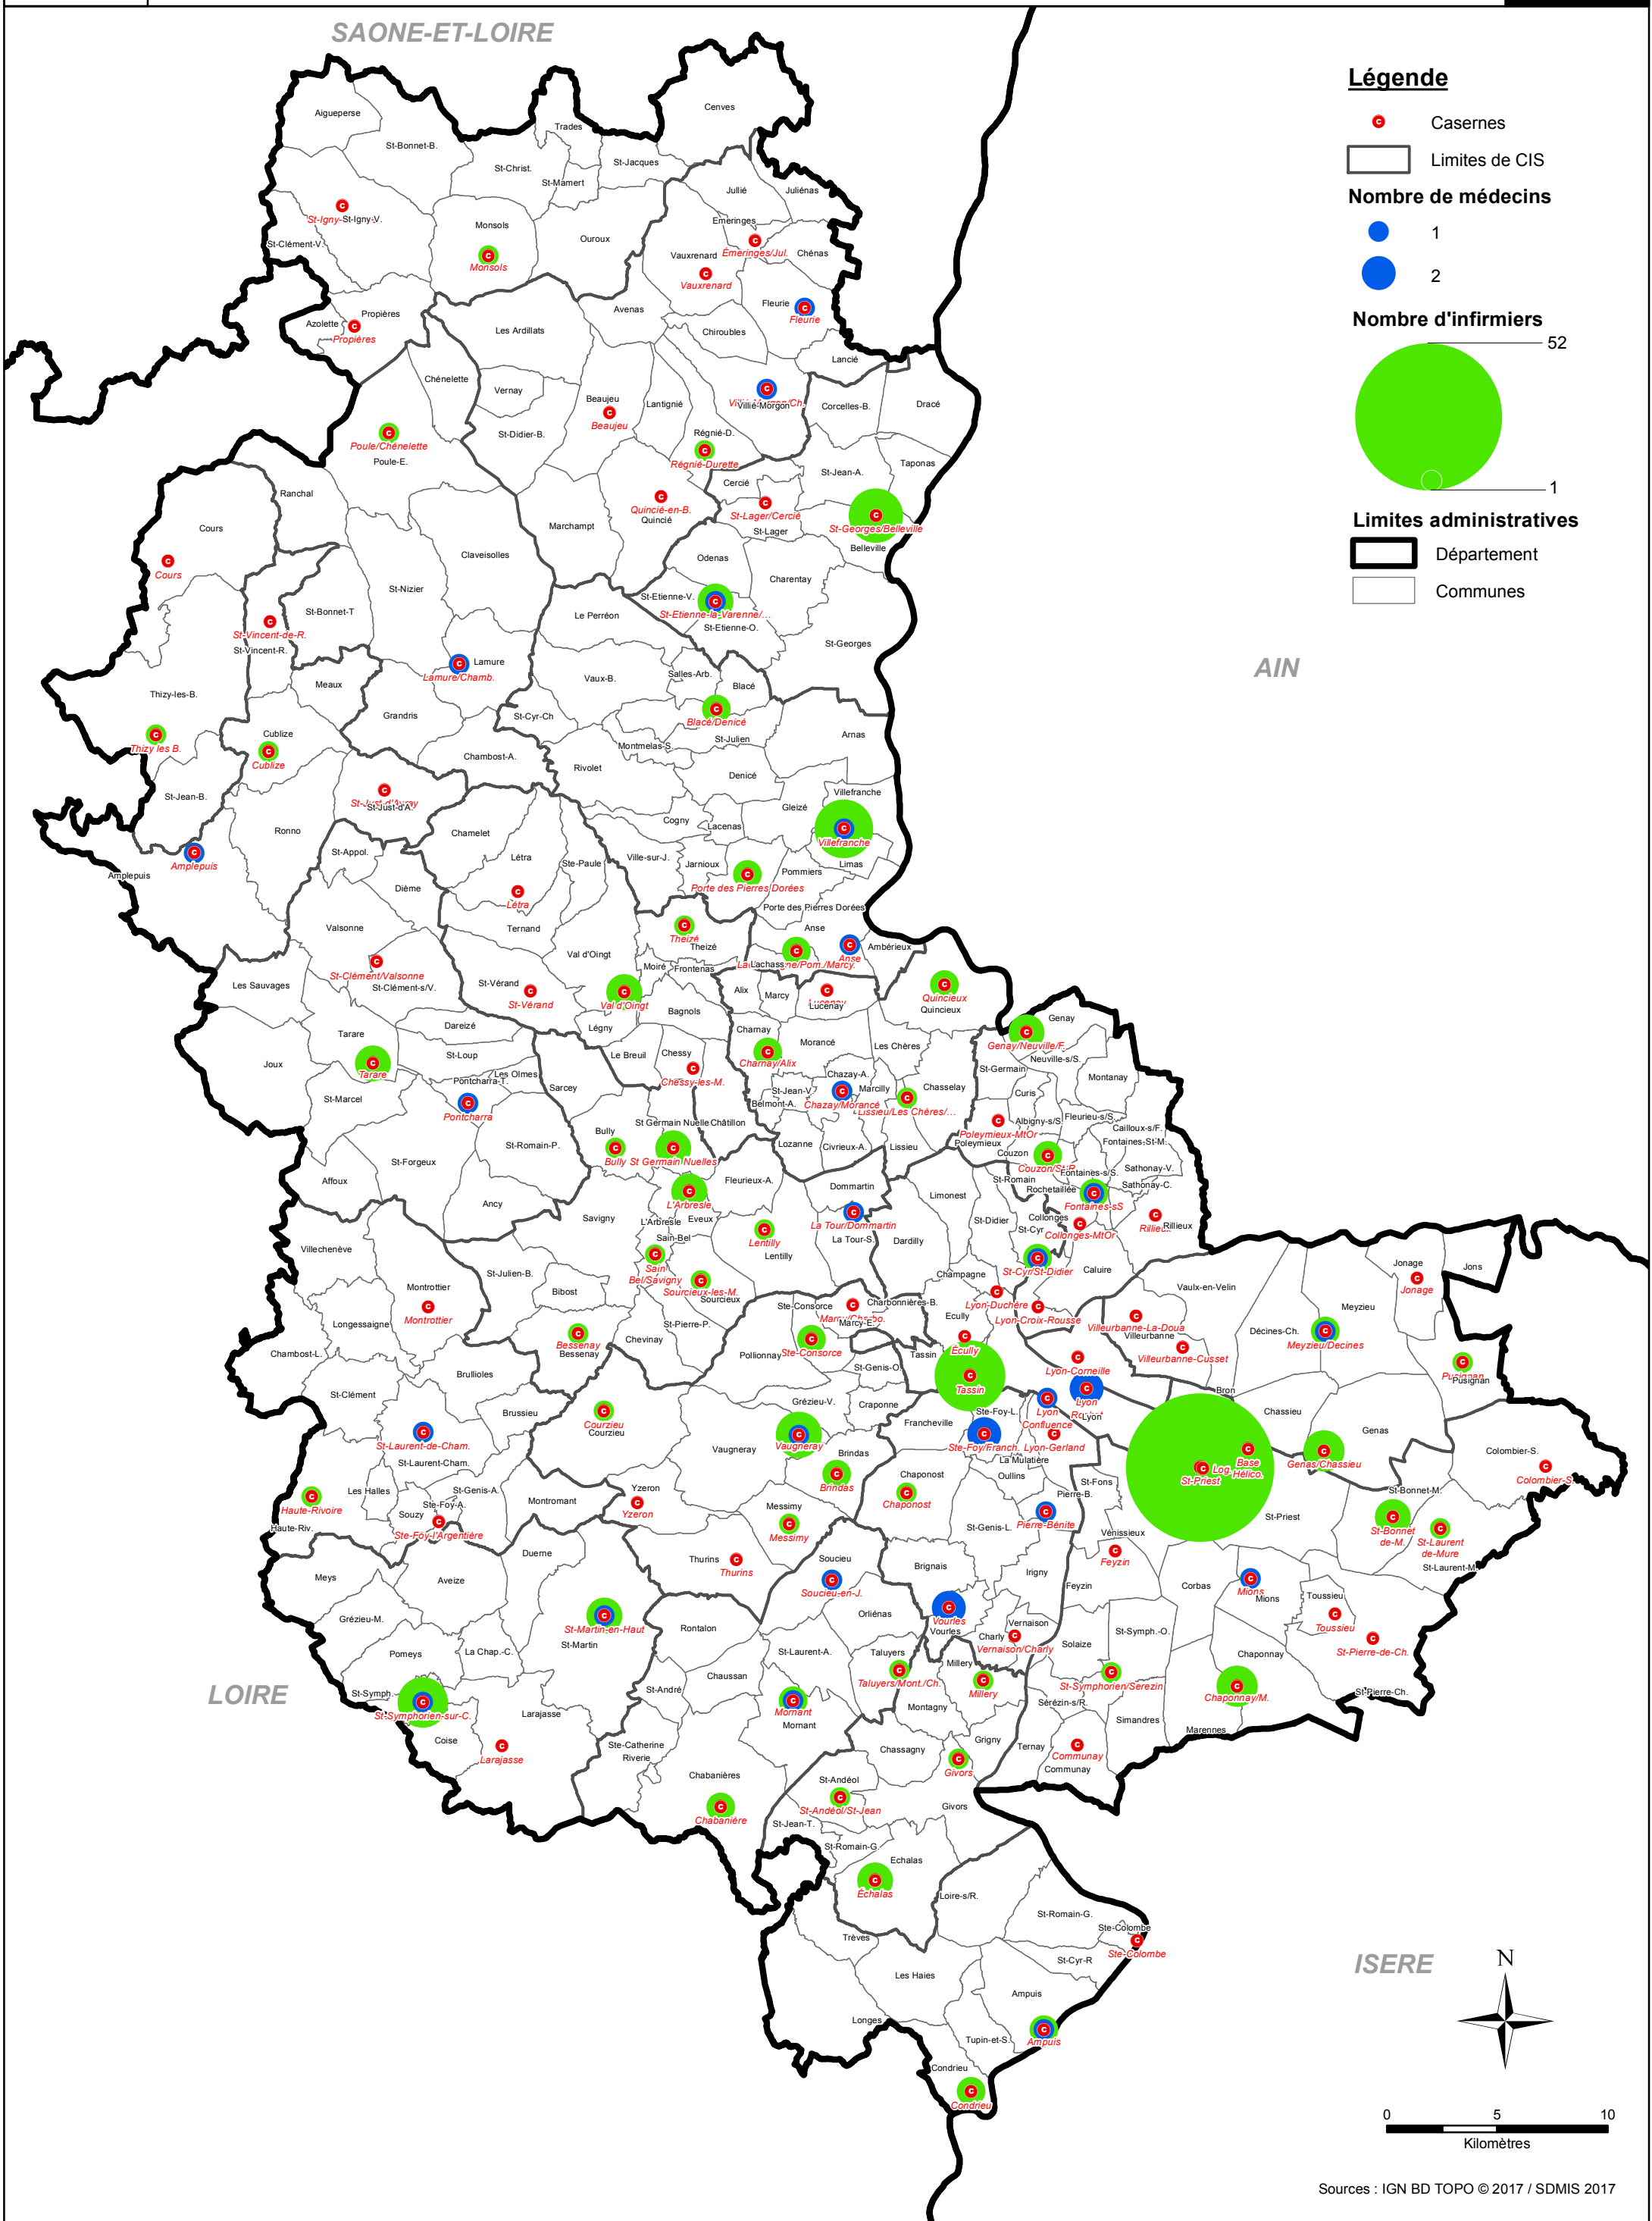 SAONE-ET-LOIRE
Légende
Casernes
Limites de CIS
Nombre de médecins
1
2
Nombre d'infirmiers
52
1
Limites administratives
Département
Communes
AIN
LOIRE
ISERE
N
0 5 10
Kilomètres
Sources : IGN BD TOPO © 2017 / SDMIS 2017
Aigueperse
St-Bonnet-B.
Trades
Cenves
St-Christ.
St-Mamert
St-Jacques
St-Igny-V.
St-Clément-V.
Monsols
Monsols
Ouroux
Jullié
Juliénas
Emeringes
Émeringes/Jul.
Chénas
Vauxrenard
Vauxrenard
Fleurie
Fleurie
Azolette
Propières
Propières
Avenas
Les Ardillats
Chiroubles
Lancié
Chénelette
Vernay
Beaujeu
Beaujeu
Lantignié
Villié-Morgon
Corcelles-B.
Dracé
St-Didier-B.
Poule/Chénelette
Poule-E.
Régnié-D.
Régnié-Durette
Taponas
St-Jean-A.
Cercié
Ranchal
Cours
Cours
Quincié-en-B.
Quincié
St-Lager/Cercié
St-Lager
St-Georges/Belleville
Belleville
Marchampt
Claveisolles
Odenas
Charentay
St-Nizier
St-Bonnet-T
St-Etienne-V.
St-Etienne-la-Varenne/...
St-Etienne-O.
Le Perréon
St-Vincent-de-R.
St-Vincent-R.
St-Georges
Lamure
Lamure/Chamb.
Meaux
Thizy-les-B.
Thizy les B.
Vaux-B.
Salles-Arb.
Blacé
Blacé/Denicé
St-Julien
Grandris
St-Cyr-Ch
Cublize
Cublize
Chambost-A.
Montmelas-S.
Rivolet
Denicé
Arnas
St-Jean-B.
St-Just-d'A.
Ronno
Villefranche
Villefranche
Gleizé
Cogny
Lacenas
Chamelet
Létra
Létra
Ste-Paule
Ville-sur-J.
Jarnioux
Limas
Pommiers
Porte des Pierres Dorées
Porte des Pierres Dorées
St-Appol.
Amplepuis
Amplepuis
Dième
Valsonne
Ternand
Theizé
Theizé
Anse
Anse
Ambérieux
Val d'Oingt
Val d'Oingt
Moiré
Frontenas
Lachass
St-Clément/Valsonne
St-Clément-s/V.
Les Sauvages
St-Vérand
St-Vérand
Alix
Marcy
Lucenay
Quincieux
Quincieux
Bagnols
Légny
Genay
Genay/Neuville/F.
Neuville-s/S.
Dareizé
Tarare
Tarare
Joux
St-Loup
Charnay
Charnay/Alix
Morancé
Les Chères
St-Germain
Montanay
Le Breuil
Chessy
Chessy-les-M.
Les Olmes
Pontcharra-T.
Pontcharra
Sarcey
St-Marcel
Chazay-A.
Chazay/Morancé
St-Jean-V.
Belmont-A.
Marcilly
Chasselay
Lissieu/Les Chères/...
Curis
Poleymieux-MtOr
Poleymieux
Albigny-s/S.
Fleurieu-s/S.
Cailloux-s/F.
Fontaines-St-M.
St-Romain-P.
Bully
Bully
St Germain Nuelle
St Germain Nuelles
Châtillon
Lozanne
Civrieux-A.
Lissieu
Couzon
St-Romain
Fontaines-s/S.
Rochetaillée
Fontaines-sS
Sathonay-V.
Sathonay-C.
St-Forgeux
Affoux
Ancy
Fleurieux-A.
L'Arbresle
L'Arbresle
Eveux
Dommartin
La Tour/Dommartin
La Tour-S.
Limonest
St-Didier
Collonges
Collonges-MtOr
Rillieux
Savigny
Sain-Bel
Sain
Bel/Savigny
Lentilly
Lentilly
Dardilly
St-Cyr
St-Cyr/St-Didier
Caluire
Villechenève
St-Julien-B.
Bibost
Sourcieux-les-M.
Sourcieux
Champagne
Montrottier
Montrottier
Vaulx-en-Velin
Jonage
Jonage
Jons
Longessaigne
Bessenay
Bessenay
St-Pierre-P.
Chevinay
Ste-Consorce
Ste-Consorce
Charbonnières-B.
Marcy-E.
Lyon-Duchère
Ecully
Écully
Lyon-Croix-Rousse
Villeurbanne-La-Doua
Villeurbanne
Villeurbanne-Cusset
Décines-Ch.
Meyzieu
Meyzieu/Decines
Chambost-L.
Brullioles
Pollionnay
St-Genis-O.
Tassin
Tassin
Lyon-Corneille
Pusignan
Pusignan
St-Clément
Brussieu
Courzieu
Courzieu
Grézieu-V.
Craponne
Vaugneray
Vaugneray
Brindas
Brindas
Francheville
Ste-Foy-L.
Ste-Foy/Franch.
Lyon
Confluence
Lyon
Lyon
Lyon-Gerland
La Mulatière
Bron
Chassieu
Genas
Genas/Chassieu
Colombier-S.
Colombier-S.
St-Laurent-de-Cham.
St-Laurent-Cham.
Haute-Rivoire
Haute-Riv.
Les Halles
St-Genis-A.
Ste-Foy-A.
Souzy
Ste-Foy-l'Argentière
Montromant
Yzeron
Yzeron
Messimy
Messimy
Chaponost
Chaponost
Oullins
Pierre-B.
Pierre-Bénite
St-Fons
Vénissieux
Base
Hélico.
Log.
St-Priest
St-Priest
St-Bonnet-M.
St-Bonnet
de-M.
St-Laurent
de-Mure
St-Laurent-M.
St-Genis-L.
Meys
Duerne
Aveize
Thurins
Thurins
Soucieu
Soucieu-en-J.
Brignais
Irigny
Feyzin
Feyzin
Corbas
Mions
Mions
Toussieu
Toussieu
St-Pierre-de-Ch.
St-Pierre-Ch.
Grézieu-M.
St-Martin-en-Haut
St-Martin
Rontalon
Orliénas
Vourles
Vourles
Vernaison
Charly
Vernaison/Charly
Solaize
St-Symph.-O.
St-Symphorien/Serezin
Chaponnay
Chaponnay/M.
Pomeys
La Chap.-C.
St-Symph.
St-Symphorien-sur-C.
St-André
Chaussan
St-Laurent-A.
Taluyers
Taluyers/Mont./Ch.
Millery
Millery
Montagny
Sérézin-s/R.
Simandres
Marennes
Larajasse
Larajasse
Coise
Mornant
Mornant
Ste-Catherine
Riverie
Chassagny
Grigny
Givors
Givors
Ternay
Communay
Communay
Chabanières
Chabanière
St-Andéol
St-Andéol/St-Jean
St-Jean-T.
St-Romain-G.
Echalas
Échalas
Loire-s/R.
St-Romain-G.
Ste-Colombe
Ste-Colombe
Trèves
Les Haies
St-Cyr-R
Ampuis
Ampuis
Longes
Tupin-et-S.
Condrieu
Condrieu